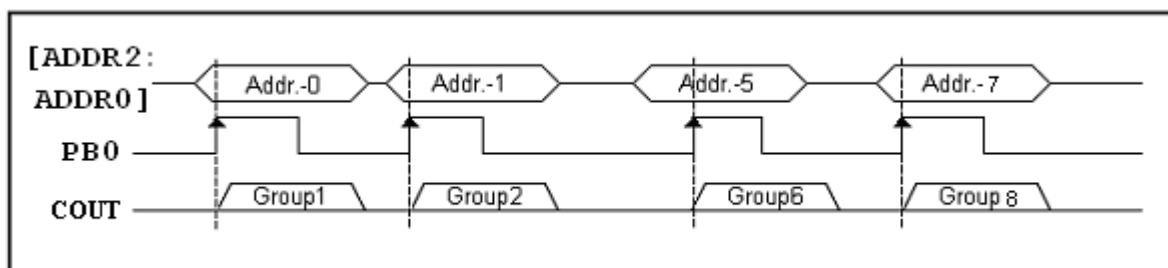 [ADDR2:
ADDR0]
Addr.-0 Addr.-1 Addr.-5 Addr.-7
PB0
COUT
Group1 Group2 Group6 Group 8